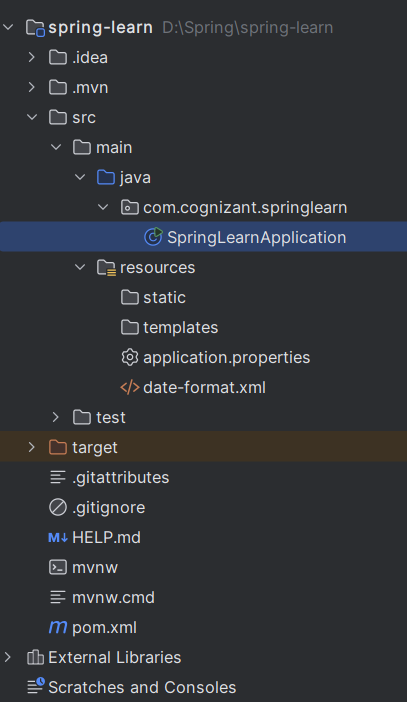 spring-learn D:\Spring\spring-learn
.idea
.mvn
src
main
java
com.cognizant.springlearn
SpringLearnApplication
resources
static
templates
application.properties
</> date-format.xml
test
target
.gitattributes
.gitignore
M↓ HELP.md
mvnw
mvnw.cmd
m pom.xml
External Libraries
Scratches and Consoles